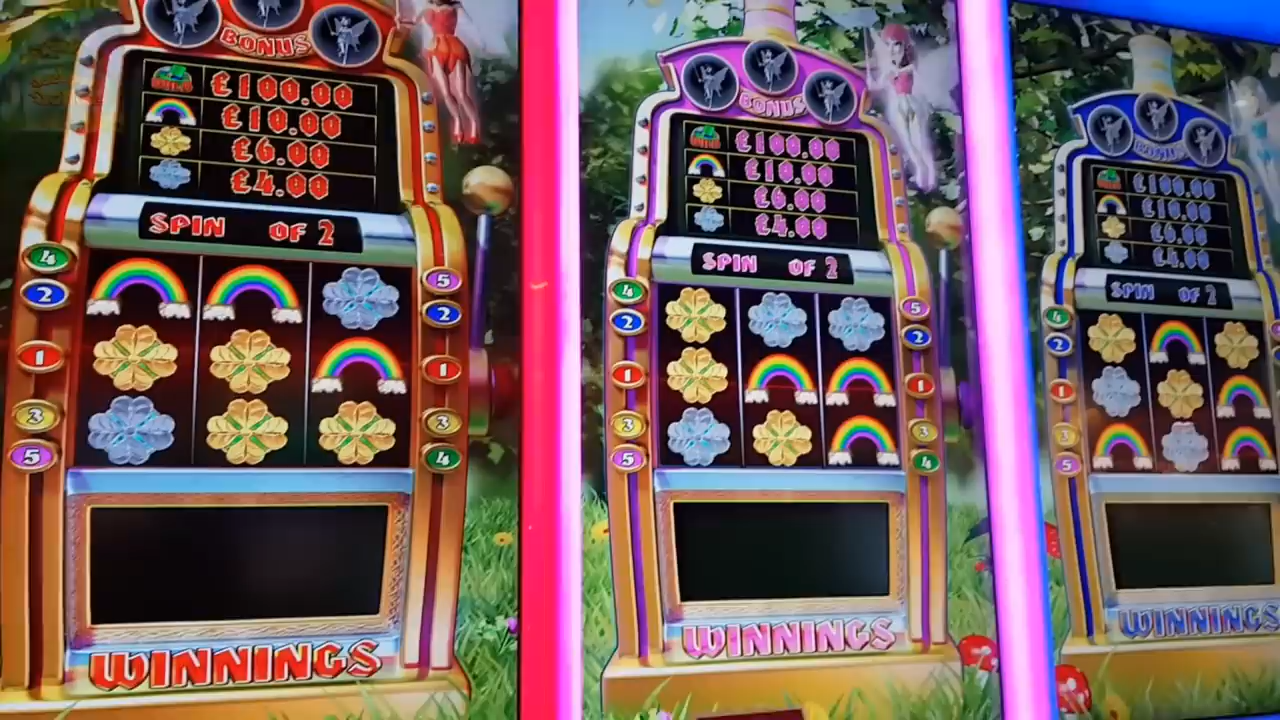 BONUS
WILD £100.00
£10.00
£6.00
£4.00
SPIN OF 2
4 5
2 2
1 1
3 3
5 4
WINNINGS
BONUS
WILD £100.00
£10.00
£6.00
£4.00
SPIN OF 2
4 5
2 2
1 1
3 3
5 4
WINNINGS
BONUS
£100.00
£10.00
£6.00
£4.00
SPIN OF 2
4
2
1
3
5
WINNINGS